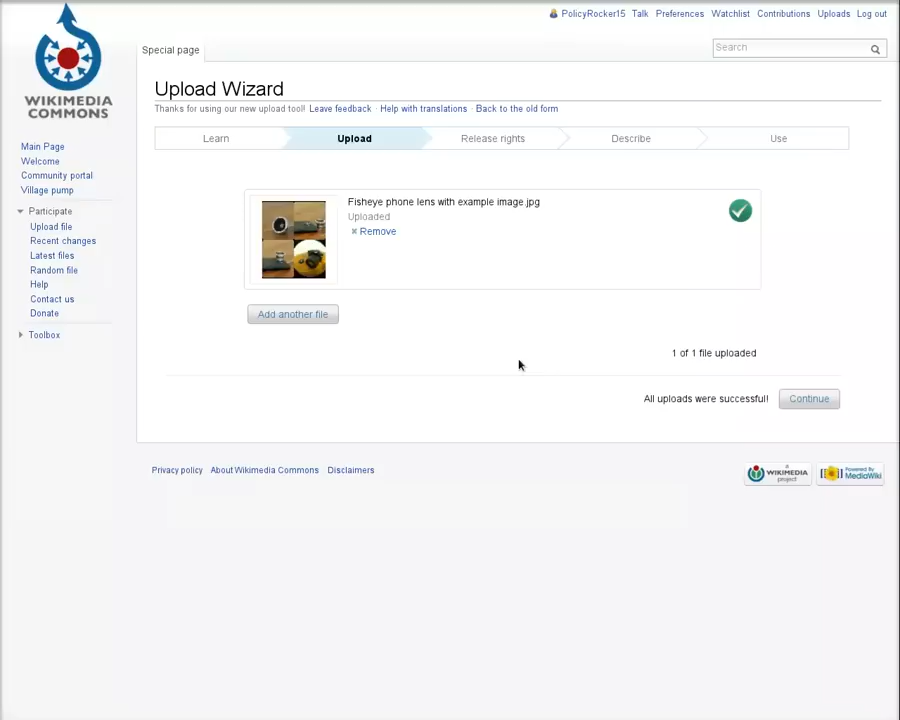 PolicyRocker15 Talk Preferences Watchlist Contributions Uploads Log out
Special page
Search
WIKIMEDIA
COMMONS
Upload Wizard
Thanks for using our new upload tool! Leave feedback · Help with translations · Back to the old form
Learn Upload Release rights Describe Use
Main Page
Welcome
Community portal
Village pump
Participate
Upload file
Recent changes
Latest files
Random file
Help
Contact us
Donate
Toolbox
Fisheye phone lens with example image.jpg
Uploaded
Remove
Add another file
1 of 1 file uploaded
All uploads were successful! Continue
Privacy policy About Wikimedia Commons Disclaimers
A
WIKIMEDIA
project
Powered By
MediaWiki